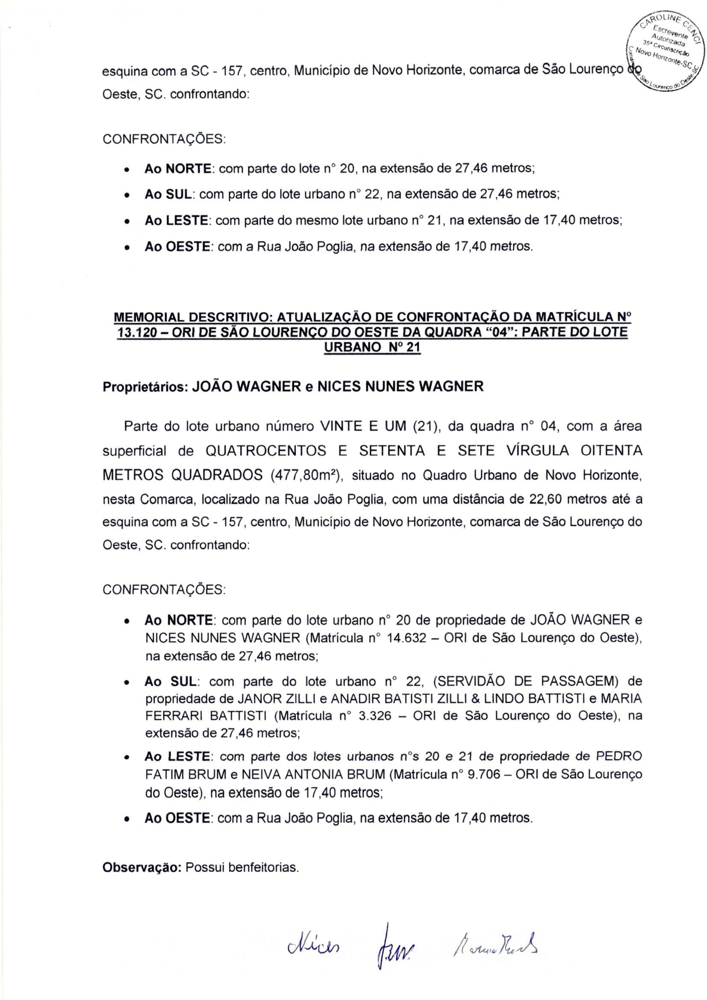 CAROLINE CENCI
Escrevente
Autorizada
35ª Circunscrição
Novo Horizonte-SC
Comarca de São Lourenço do Oeste-SC
esquina com a SC - 157, centro, Município de Novo Horizonte, comarca de São Lourenço do
Oeste, SC. confrontando:
CONFRONTAÇÕES:
• Ao NORTE: com parte do lote n° 20, na extensão de 27,46 metros;
• Ao SUL: com parte do lote urbano n° 22, na extensão de 27,46 metros;
• Ao LESTE: com parte do mesmo lote urbano n° 21, na extensão de 17,40 metros;
• Ao OESTE: com a Rua João Poglia, na extensão de 17,40 metros.
MEMORIAL DESCRITIVO: ATUALIZAÇÃO DE CONFRONTAÇÃO DA MATRÍCULA Nº
13.120 – ORI DE SÃO LOURENÇO DO OESTE DA QUADRA “04”: PARTE DO LOTE
URBANO Nº 21
Proprietários: JOÃO WAGNER e NICES NUNES WAGNER
Parte do lote urbano número VINTE E UM (21), da quadra n° 04, com a área
superficial de QUATROCENTOS E SETENTA E SETE VÍRGULA OITENTA
METROS QUADRADOS (477,80m²), situado no Quadro Urbano de Novo Horizonte,
nesta Comarca, localizado na Rua João Poglia, com uma distância de 22,60 metros até a
esquina com a SC - 157, centro, Município de Novo Horizonte, comarca de São Lourenço do
Oeste, SC. confrontando:
CONFRONTAÇÕES:
• Ao NORTE: com parte do lote urbano n° 20 de propriedade de JOÃO WAGNER e
NICES NUNES WAGNER (Matrícula n° 14.632 – ORI de São Lourenço do Oeste),
na extensão de 27,46 metros;
• Ao SUL: com parte do lote urbano n° 22, (SERVIDÃO DE PASSAGEM) de
propriedade de JANOR ZILLI e ANADIR BATISTI ZILLI & LINDO BATTISTI e MARIA
FERRARI BATTISTI (Matrícula n° 3.326 – ORI de São Lourenço do Oeste), na
extensão de 27,46 metros;
• Ao LESTE: com parte dos lotes urbanos n°s 20 e 21 de propriedade de PEDRO
FATIM BRUM e NEIVA ANTONIA BRUM (Matrícula n° 9.706 – ORI de São Lourenço
do Oeste), na extensão de 17,40 metros;
• Ao OESTE: com a Rua João Poglia, na extensão de 17,40 metros.
Observação: Possui benfeitorias.
Nices